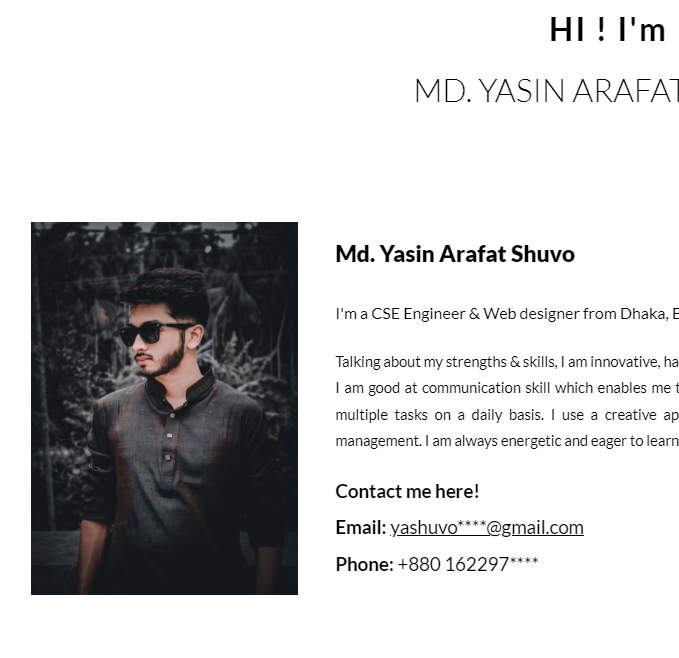 HI ! I'm
MD. YASIN ARAFAT
Md. Yasin Arafat Shuvo
I'm a CSE Engineer & Web designer from Dhaka,
Talking about my strengths & skills, I am innovative,
I am good at communication skill which enables me
multiple tasks on a daily basis. I use a creative
management. I am always energetic and eager to learn
Contact me here!
Email: yashuvo****@gmail.com
Phone: +880 162297****